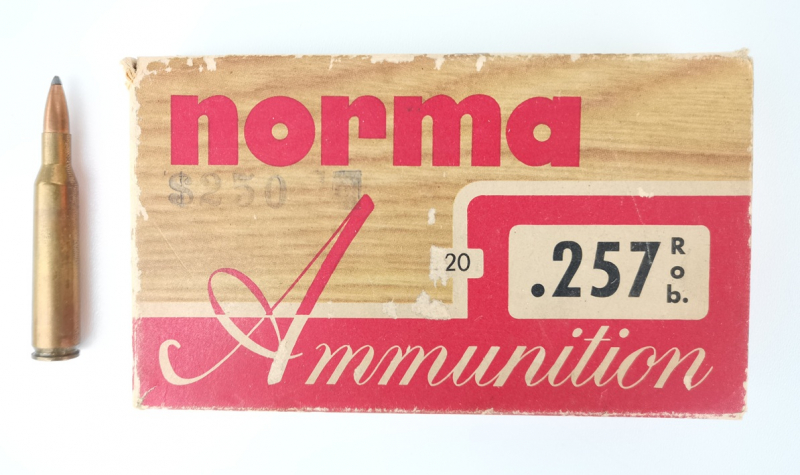 norma
$250
20
.257 Rob.
Ammunition